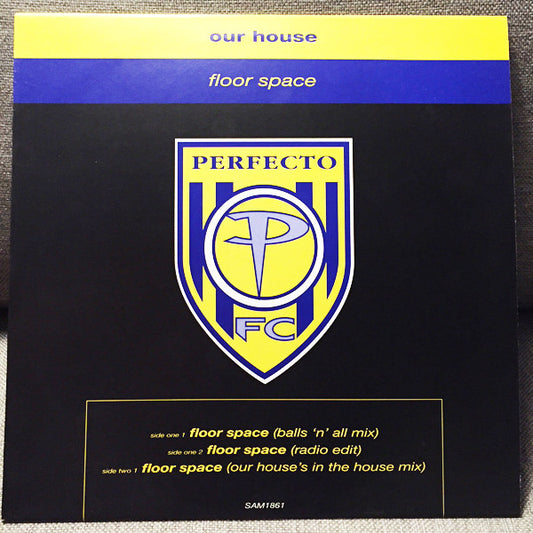 our house
floor space
PERFECTO
P
FC
side one 1 floor space (balls 'n' all mix)
side one 2 floor space (radio edit)
side two 1 floor space (our house's in the house mix)
SAM1861